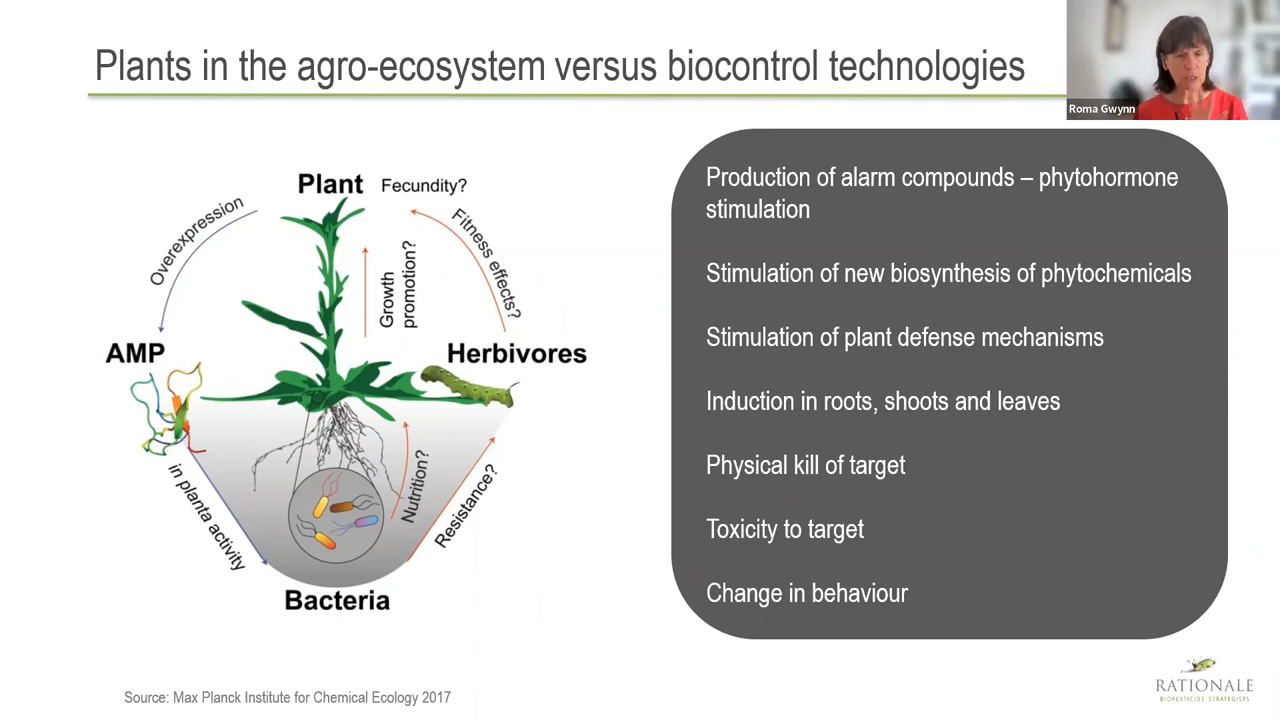 Plants in the agro-ecosystem versus biocontrol technologies
Roma Gwynn
Plant
Fecundity?
Overexpression
Fitness effects?
Growth
promotion?
AMP
Herbivores
in planta activity
Nutrition?
Resistance?
Bacteria
Production of alarm compounds – phytohormone
stimulation
Stimulation of new biosynthesis of phytochemicals
Stimulation of plant defense mechanisms
Induction in roots, shoots and leaves
Physical kill of target
Toxicity to target
Change in behaviour
Source: Max Planck Institute for Chemical Ecology 2017
RATIONALE
BIOPESTICIDE STRATEGISTS